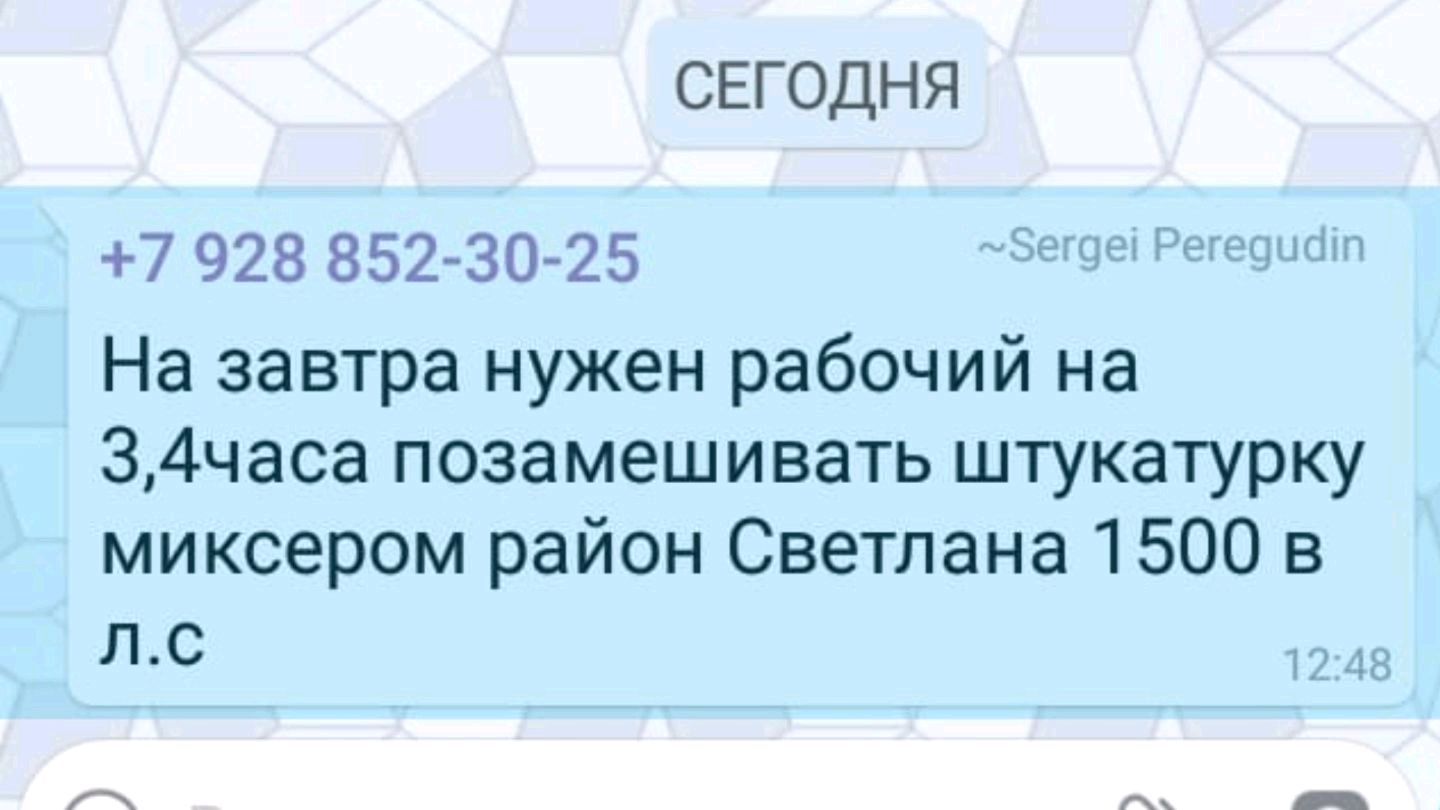 СЕГОДНЯ
+7 928 852-30-25 ~Sergei Peregudin
На завтра нужен рабочий на
3,4часа позамешивать штукатурку
миксером район Светлана 1500 в
л.с
12:48